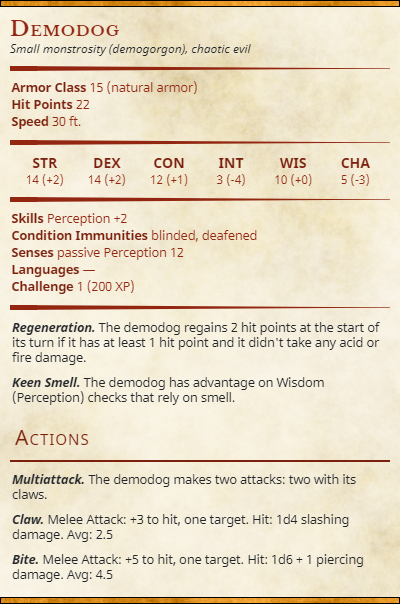 Demodog
Small monstrosity (demogorgon), chaotic evil
Armor Class 15 (natural armor)
Hit Points 22
Speed 30 ft.
STR DEX CON INT WIS CHA
14 (+2) 14 (+2) 12 (+1) 3 (-4) 10 (+0) 5 (-3)
Skills Perception +2
Condition Immunities blinded, deafened
Senses passive Perception 12
Languages —
Challenge 1 (200 XP)
Regeneration. The demodog regains 2 hit points at the start of
its turn if it has at least 1 hit point and it didn't take any acid or
fire damage.
Keen Smell. The demodog has advantage on Wisdom
(Perception) checks that rely on smell.
Actions
Multiattack. The demodog makes two attacks: two with its
claws.
Claw. Melee Attack: +3 to hit, one target. Hit: 1d4 slashing
damage. Avg: 2.5
Bite. Melee Attack: +5 to hit, one target. Hit: 1d6 + 1 piercing
damage. Avg: 4.5